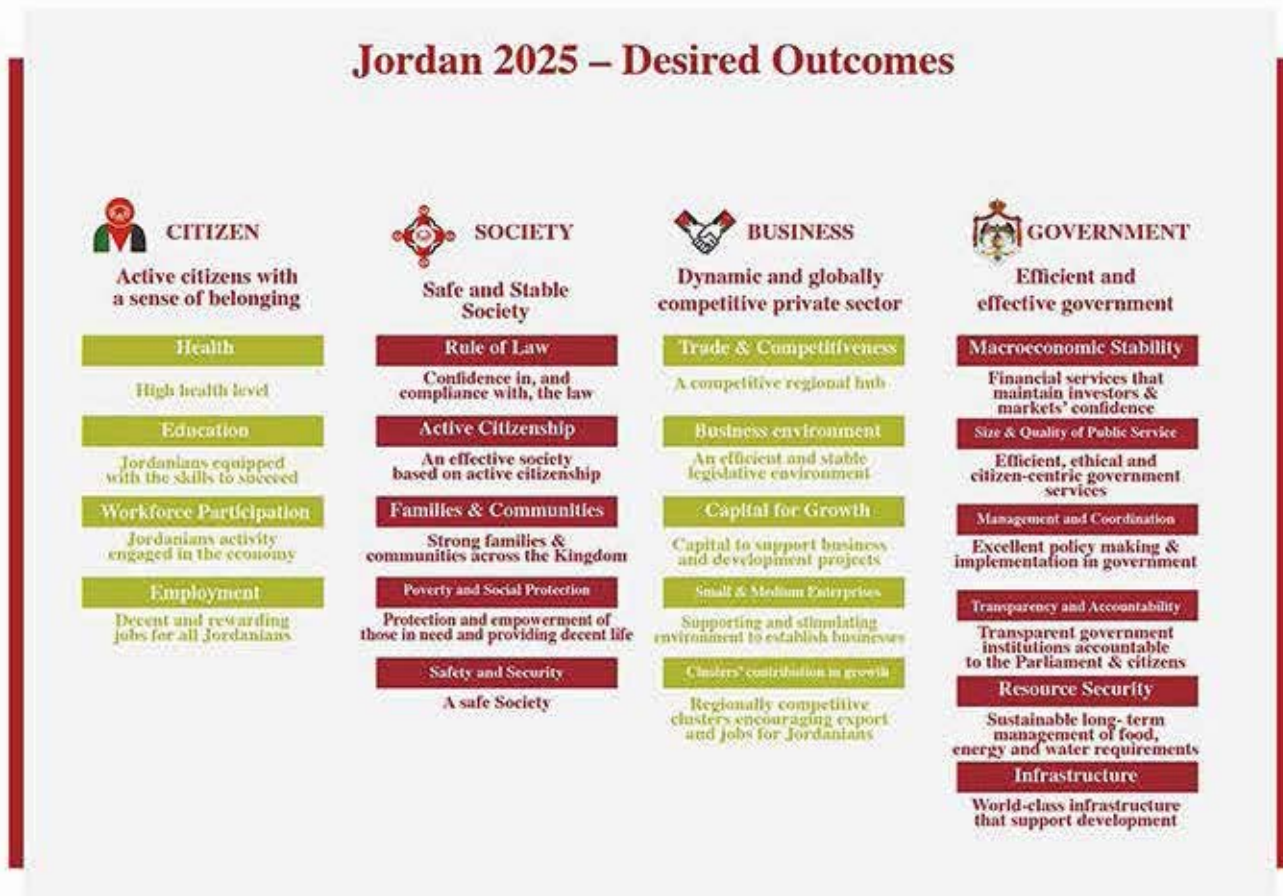 Jordan 2025 – Desired Outcomes
CITIZEN
Active citizens with
a sense of belonging
Health
High health level
Education
Jordanians equipped
with the skills to succeed
Workforce Participation
Jordanians activity
engaged in the economy
Employment
Decent and rewarding
jobs for all Jordanians
SOCIETY
Safe and Stable
Society
Rule of Law
Confidence in, and
compliance with, the law
Active Citizenship
An effective society
based on active citizenship
Families & Communities
Strong families &
communities across the Kingdom
Poverty and Social Protection
Protection and empowerment of
those in need and providing decent life
Safety and Security
A safe Society
BUSINESS
Dynamic and globally
competitive private sector
Trade & Competitiveness
A competitive regional hub
Business environment
An efficient and stable
legislative environment
Capital for Growth
Capital to support business
and development projects
Small & Medium Enterprises
Supporting and stimulating
environment to establish businesses
Clusters' contribution in growth
Regionally competitive
clusters encouraging export
and jobs for Jordanians
GOVERNMENT
Efficient and
effective government
Macroeconomic Stability
Financial services that
maintain investors &
markets' confidence
Size & Quality of Public Service
Efficient, ethical and
citizen-centric government
services
Management and Coordination
Excellent policy making &
implementation in government
Transparency and Accountability
Transparent government
institutions accountable
to the Parliament & citizens
Resource Security
Sustainable long- term
management of food,
energy and water requirements
Infrastructure
World-class infrastructure
that support development